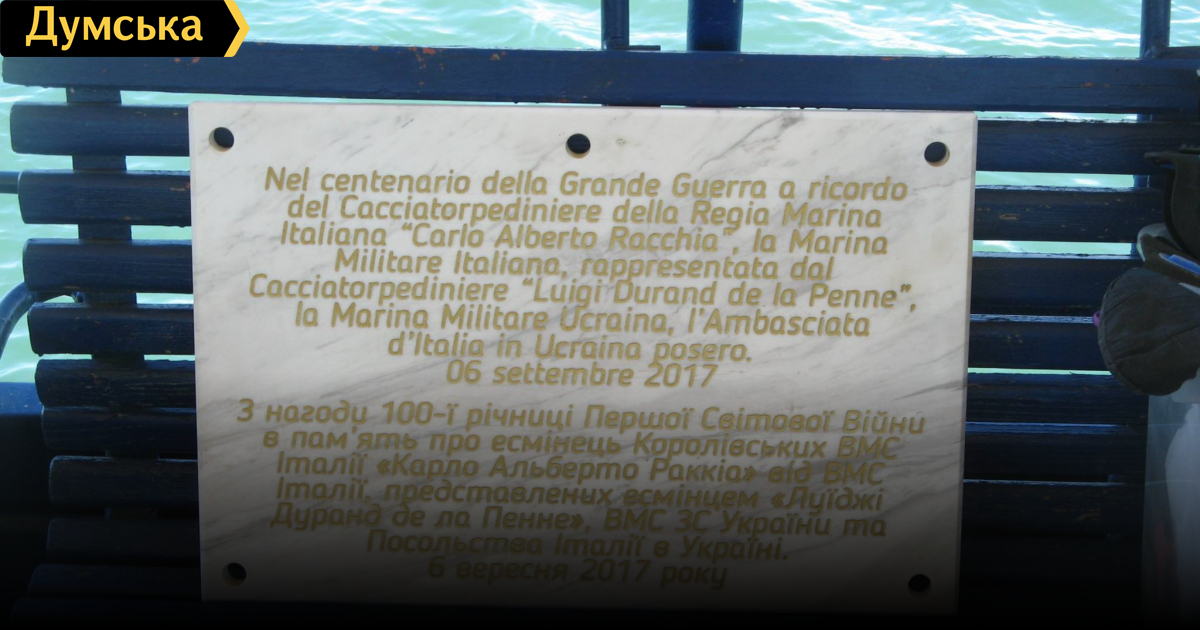 Думська
Nel centenario della Grande Guerra a ricordo
del Cacciatorpediniere della Regia Marina
Italiana “Carlo Alberto Racchia”, la Marina
Militare Italiana, rappresentata dal
Cacciatorpediniere “Luigi Durand de la Penne”,
la Marina Militare Ucraina, l’Ambasciata
d’Italia in Ucraina posero.
06 settembre 2017
З нагоди 100-ї річниці Першої Світової Війни
в пам’ять про есмінець Королівських ВМС
Італії «Карло Альберто Раккіа» від ВМС
Італії, представлених есмінцем «Луїджі
Дуранд де ла Пенне», ВМС ЗС України та
Посольства Італії в Україні.
6 вересня 2017 року